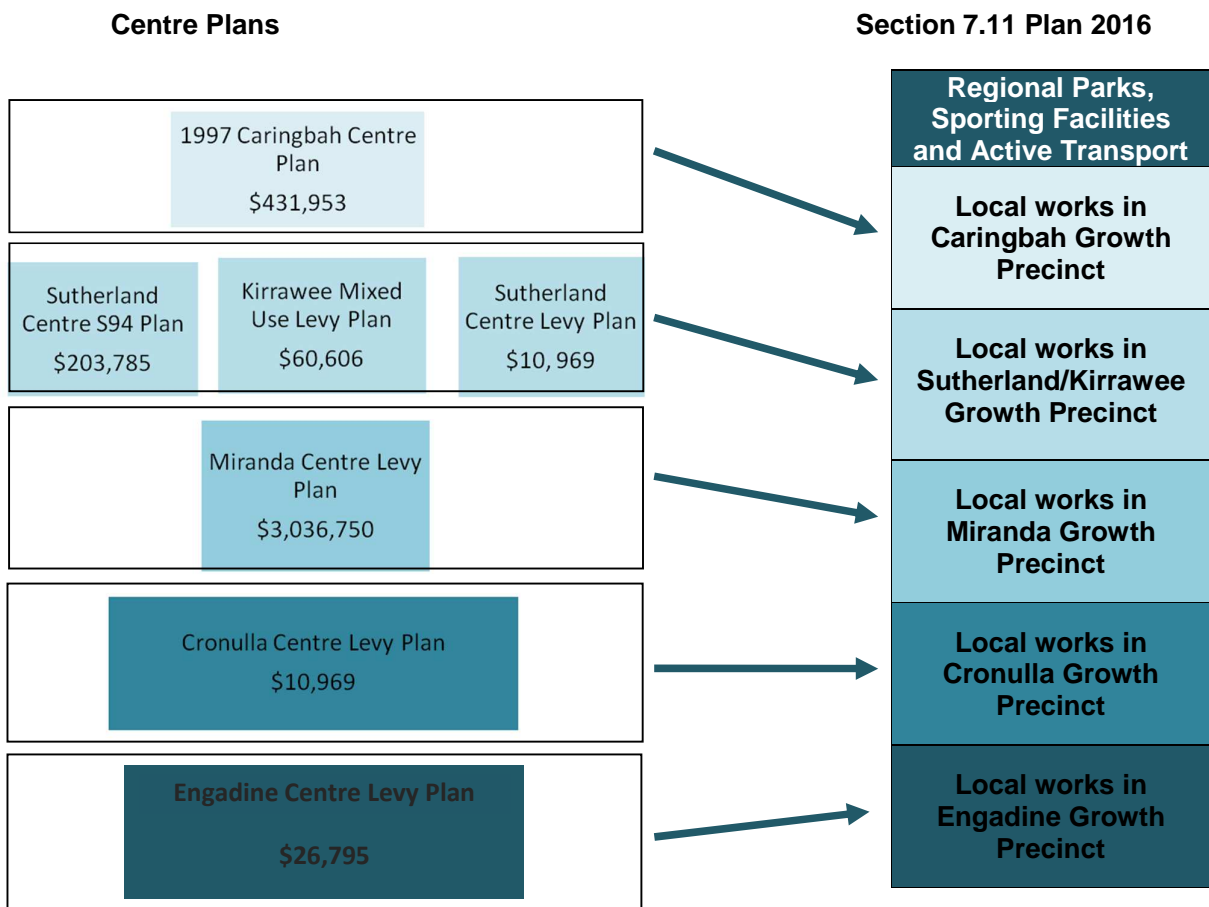 Centre Plans
Section 7.11 Plan 2016
1997 Caringbah Centre
Plan
$431,953
Sutherland
Centre S94 Plan
$203,785
Kirrawee Mixed
Use Levy Plan
$60,606
Sutherland
Centre Levy Plan
$10, 969
Miranda Centre Levy
Plan
$3,036,750
Cronulla Centre Levy Plan
$10,969
Engadine Centre Levy Plan
$26,795
Regional Parks,
Sporting Facilities
and Active Transport
Local works in
Caringbah Growth
Precinct
Local works in
Sutherland/Kirrawee
Growth Precinct
Local works in
Miranda Growth
Precinct
Local works in
Cronulla Growth
Precinct
Local works in
Engadine Growth
Precinct